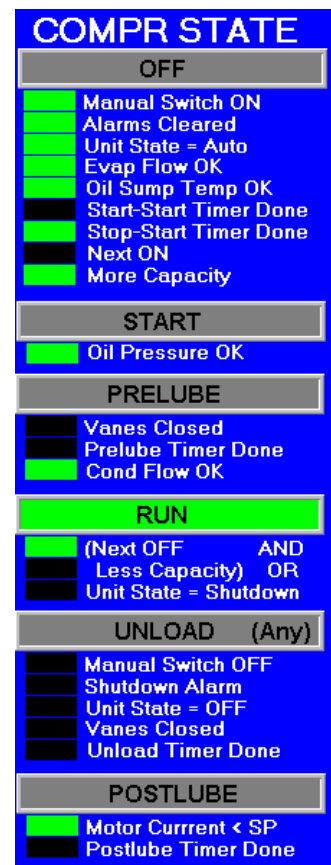 COMPR STATE
OFF
Manual Switch ON
Alarms Cleared
Unit State = Auto
Evap Flow OK
Oil Sump Temp OK
Start-Start Timer Done
Stop-Start Timer Done
Next ON
More Capacity
START
Oil Pressure OK
PRELUBE
Vanes Closed
Prelube Timer Done
Cond Flow OK
RUN
(Next OFF AND
Less Capacity) OR
Unit State = Shutdown
UNLOAD (Any)
Manual Switch OFF
Shutdown Alarm
Unit State = OFF
Vanes Closed
Unload Timer Done
POSTLUBE
Motor Currrent < SP
Postlube Timer Done